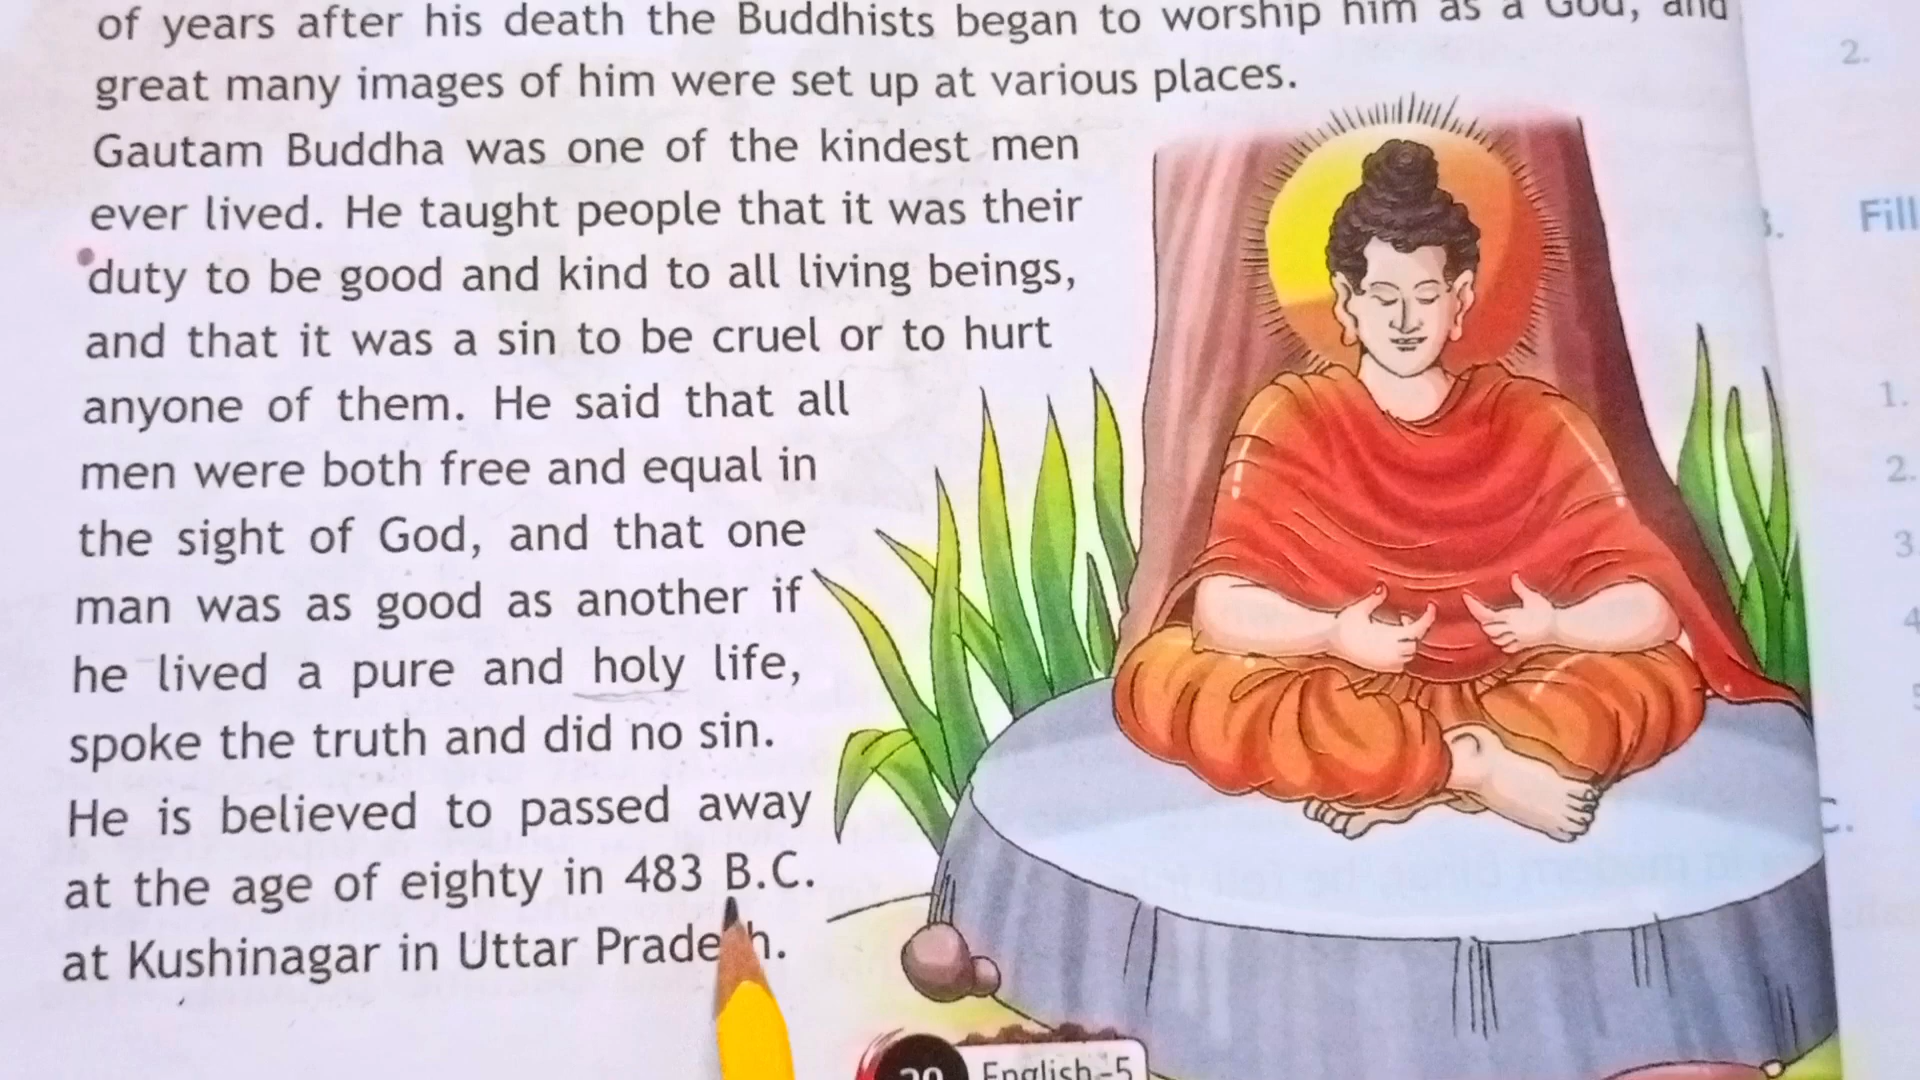 of years after his death the Buddhists began to worship him as a God, and
great many images of him were set up at various places.
Gautam Buddha was one of the kindest men
ever lived. He taught people that it was their
duty to be good and kind to all living beings,
and that it was a sin to be cruel or to hurt
anyone of them. He said that all
men were both free and equal in
the sight of God, and that one
man was as good as another if
he lived a pure and holy life,
spoke the truth and did no sin.
He is believed to passed away
at the age of eighty in 483 B.C.
at Kushinagar in Uttar Pradesh.
English-5
2.
Fill
1.
2.
3
4